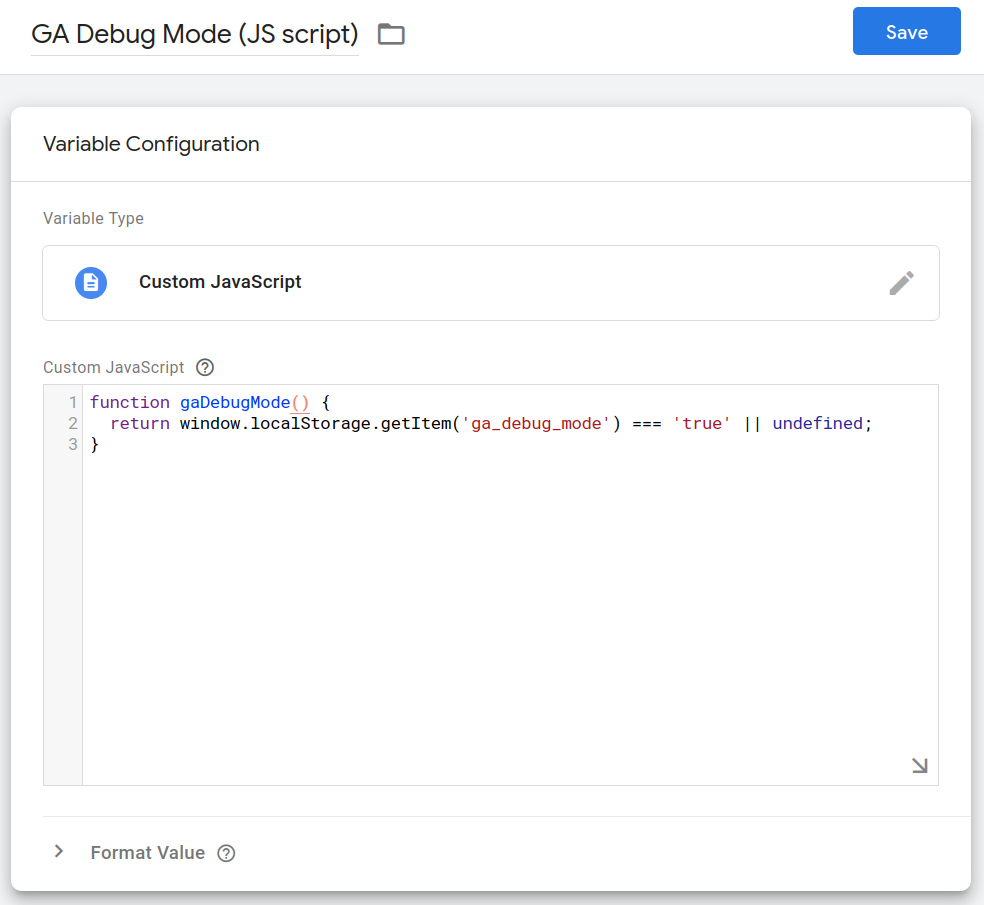 GA Debug Mode (JS script)
Save
Variable Configuration
Variable Type
Custom JavaScript
Custom JavaScript ?
1 function gaDebugMode() {
2   return window.localStorage.getItem('ga_debug_mode') === 'true' || undefined;
3 }
Format Value ?